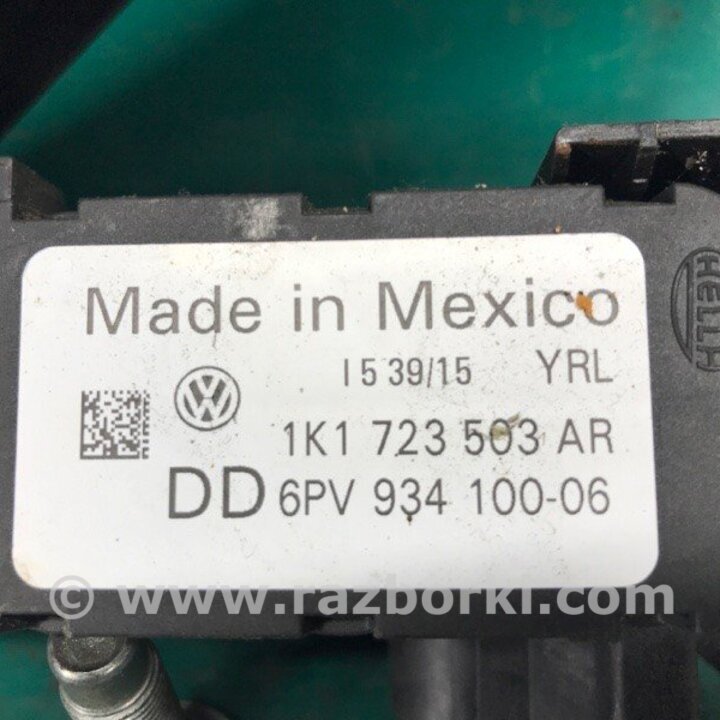 Made in Mexico
HELLA
I 5 39/15 YRL
VW
1K1 723 503 AR
DD 6PV 934 100-06
© www.razborki.com